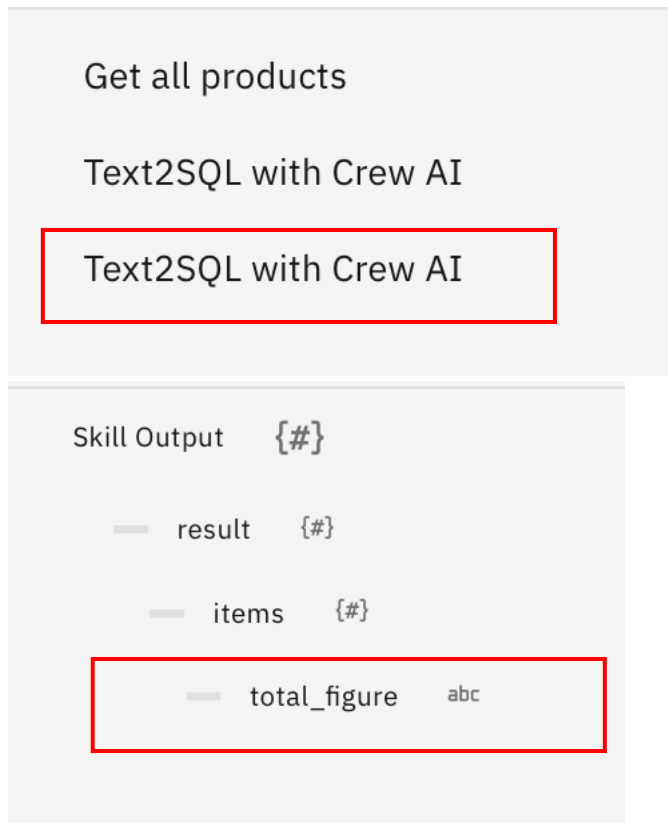 Get all products
Text2SQL with Crew AI
Text2SQL with Crew AI
Skill Output {#}
result {#}
items {#}
total_figure abc